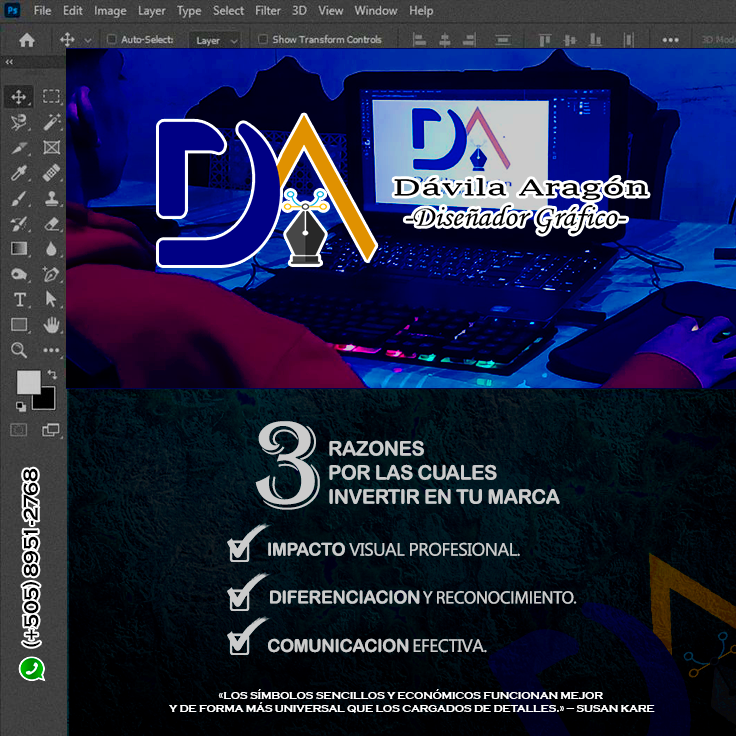 Ps File Edit Image Layer Type Select Filter 3D View Window Help
Auto-Select: Layer Show Transform Controls 3D Mode
DA
Dávila Aragón
-Diseñador Gráfico-
3 RAZONES
POR LAS CUALES
INVERTIR EN TU MARCA
IMPACTO VISUAL PROFESIONAL.
DIFERENCIACION Y RECONOCIMIENTO.
COMUNICACION EFECTIVA.
(+505) 8951-2768
«LOS SÍMBOLOS SENCILLOS Y ECONÓMICOS FUNCIONAN MEJOR
Y DE FORMA MÁS UNIVERSAL QUE LOS CARGADOS DE DETALLES.» – SUSAN KARE